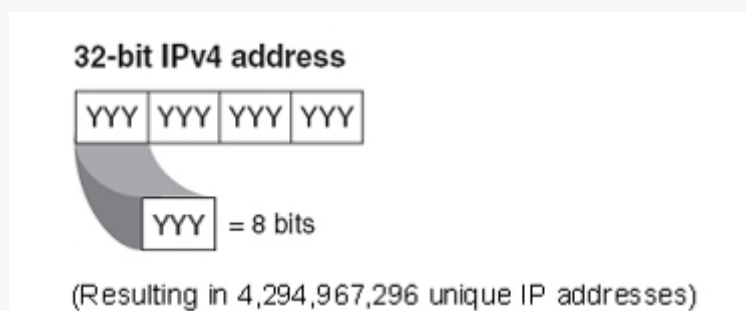 32-bit IPv4 address
YYY YYY YYY YYY
YYY = 8 bits
(Resulting in 4,294,967,296 unique IP addresses)